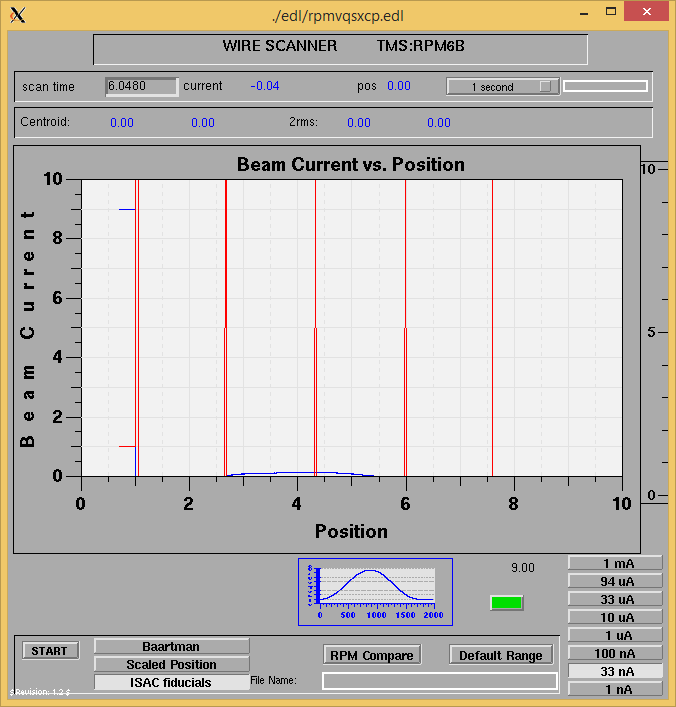 ./edl/rpmvqsxcp.edl
WIRE SCANNER TMS:RPM6B
scan time 6.0480 current -0.04 pos 0.00 1 second
Centroid: 0.00 0.00 2rms: 0.00 0.00
Beam Current vs. Position
10
8
6
4
2
0
Beam Current
0 2 4 6 8 10
Position
10
5
0
0 500 1000 1500 2000
9.00
1 mA
94 uA
33 uA
10 uA
1 uA
100 nA
33 nA
1 nA
START
Baartman
Scaled Position
ISAC fiducials
RPM Compare
Default Range
File Name:
$Revision: 1.2 $